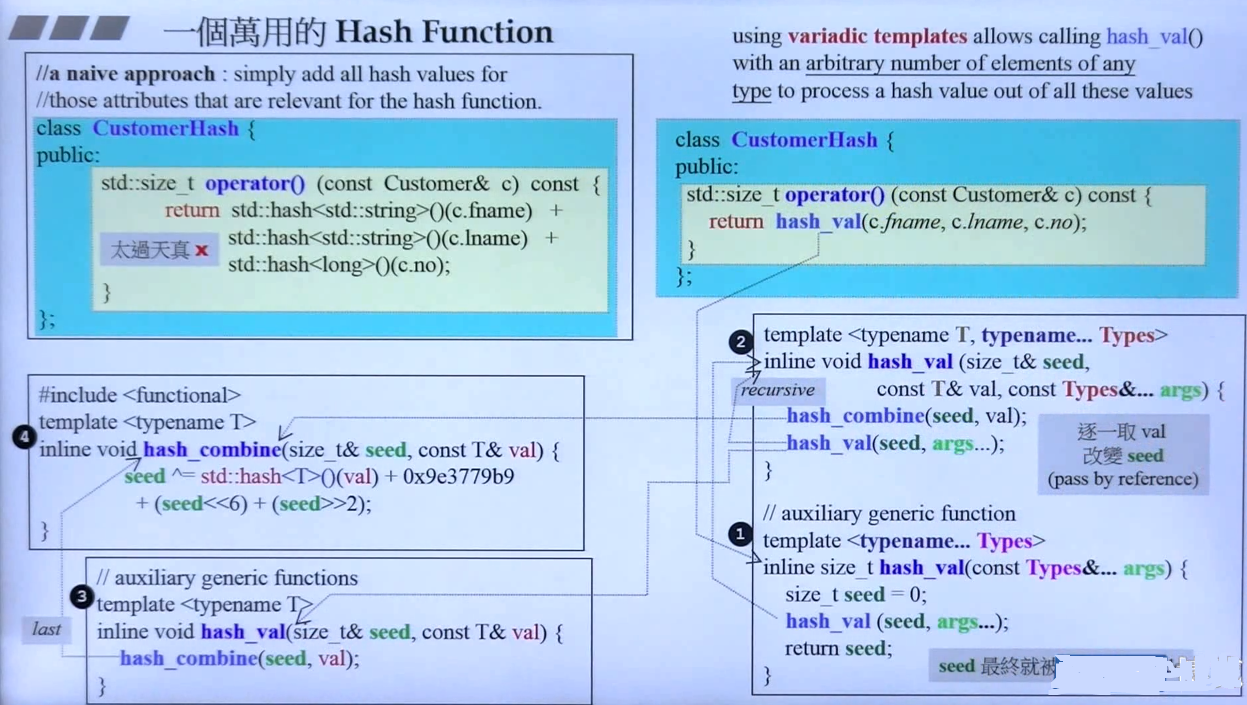 一個萬用的 Hash Function
//a naive approach : simply add all hash values for
//those attributes that are relevant for the hash function.
class CustomerHash {
public:
std::size_t operator() (const Customer& c) const {
return std::hash<std::string>()(c.fname) +
太過天真 ✖ std::hash<std::string>()(c.lname) +
std::hash<long>()(c.no);
}
};
using variadic templates allows calling hash_val()
with an arbitrary number of elements of any
type to process a hash value out of all these values
class CustomerHash {
public:
std::size_t operator() (const Customer& c) const {
return hash_val(c.fname, c.lname, c.no);
}
};
4
#include <functional>
template <typename T>
inline void hash_combine(size_t& seed, const T& val) {
seed ^= std::hash<T>()(val) + 0x9e3779b9
+ (seed<<6) + (seed>>2);
}
3
last
// auxiliary generic functions
template <typename T>
inline void hash_val(size_t& seed, const T& val) {
hash_combine(seed, val);
}
2
recursive
template <typename T, typename... Types>
inline void hash_val (size_t& seed,
const T& val, const Types&... args) {
hash_combine(seed, val);
hash_val(seed, args...);
}
逐一取 val
改變 seed
(pass by reference)
1
// auxiliary generic function
template <typename... Types>
inline size_t hash_val(const Types&... args) {
size_t seed = 0;
hash_val (seed, args...);
return seed;
}
seed 最終就被